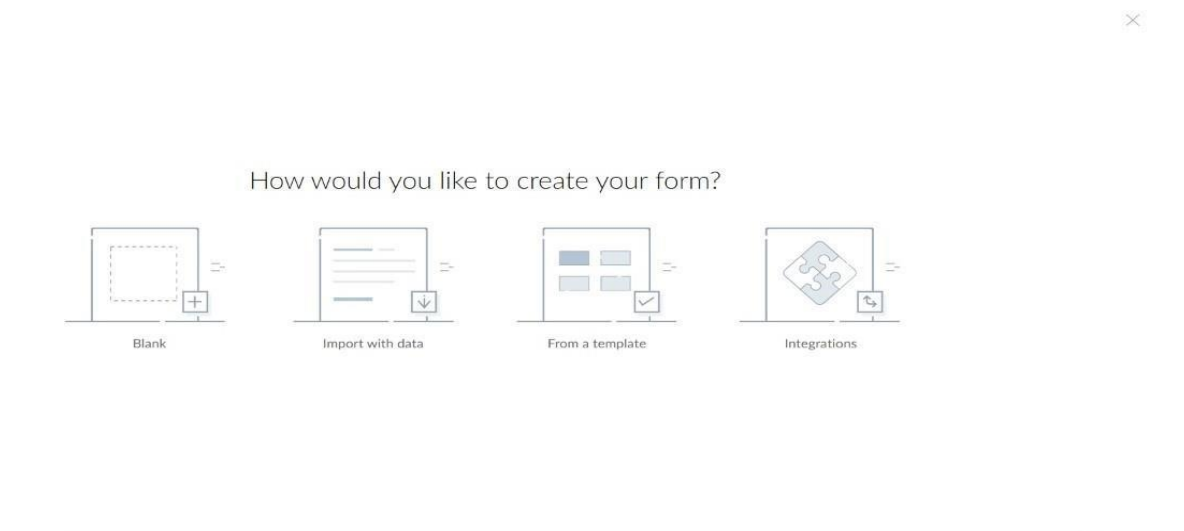 How would you like to create your form?
Blank
Import with data
From a template
Integrations